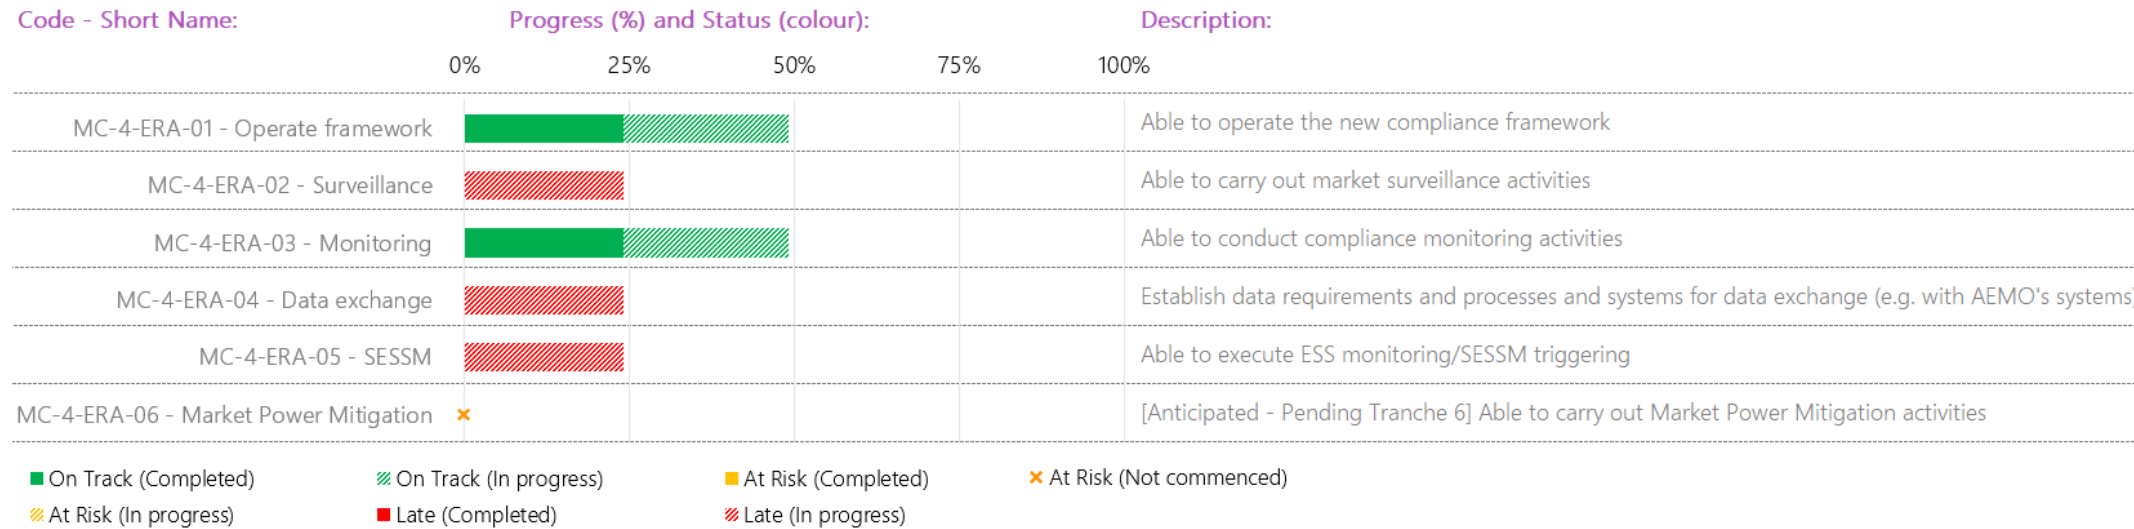 Code - Short Name: Progress (%) and Status (colour): Description:
0% 25% 50% 75% 100%
MC-4-ERA-01 - Operate framework Able to operate the new compliance framework
MC-4-ERA-02 - Surveillance Able to carry out market surveillance activities
MC-4-ERA-03 - Monitoring Able to conduct compliance monitoring activities
MC-4-ERA-04 - Data exchange Establish data requirements and processes and systems for data exchange (e.g. with AEMO's systems)
MC-4-ERA-05 - SESSM Able to execute ESS monitoring/SESSM triggering
MC-4-ERA-06 - Market Power Mitigation [Anticipated - Pending Tranche 6] Able to carry out Market Power Mitigation activities
On Track (Completed) On Track (In progress) At Risk (Completed) At Risk (Not commenced)
At Risk (In progress) Late (Completed) Late (In progress)